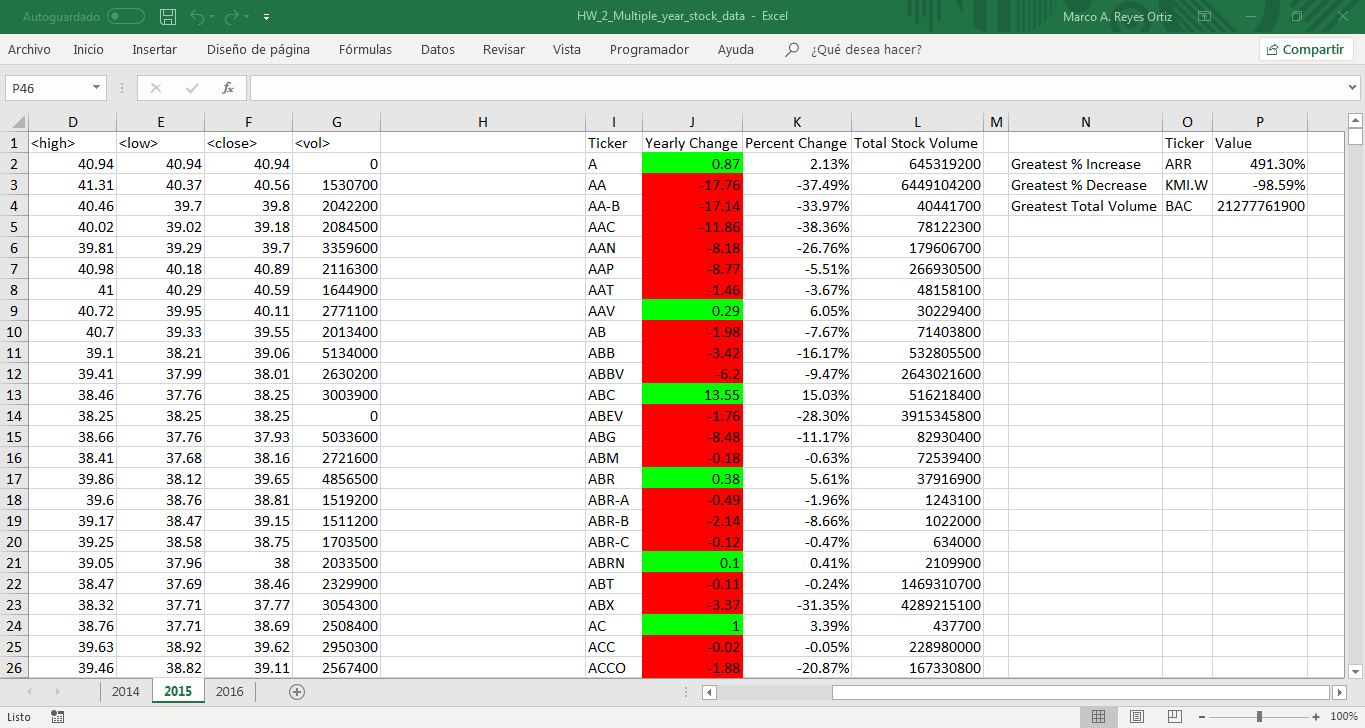 Autoguardado
HW_2_Multiple_year_stock_data - Excel
Marco A. Reyes Ortiz
Archivo Inicio Insertar Diseño de página Fórmulas Datos Revisar Vista Programador Ayuda ¿Qué desea hacer? Compartir
P46 fx
D E F G H I J K L M N O P
1 <high> <low> <close> <vol> Ticker Yearly Change Percent Change Total Stock Volume Ticker Value
2 40.94 40.94 40.94 0 A 0.87 2.13% 645319200 Greatest % Increase ARR 491.30%
3 41.31 40.37 40.56 1530700 AA -17.76 -37.49% 6449104200 Greatest % Decrease KMI.W -98.59%
4 40.46 39.7 39.8 2042200 AA-B -17.14 -33.97% 40441700 Greatest Total Volume BAC 21277761900
5 40.02 39.02 39.18 2084500 AAC -11.86 -38.36% 78122300
6 39.81 39.29 39.7 3359600 AAN -8.18 -26.76% 179606700
7 40.98 40.18 40.89 2116300 AAP -8.77 -5.51% 266930500
8 41 40.29 40.59 1644900 AAT -1.46 -3.67% 48158100
9 40.72 39.95 40.11 2771100 AAV 0.29 6.05% 30229400
10 40.7 39.33 39.55 2013400 AB -1.98 -7.67% 71403800
11 39.1 38.21 39.06 5134000 ABB -3.42 -16.17% 532805500
12 39.41 37.99 38.01 2630200 ABBV -6.2 -9.47% 2643021600
13 38.46 37.76 38.25 3003900 ABC 13.55 15.03% 516218400
14 38.25 38.25 38.25 0 ABEV -1.76 -28.30% 3915345800
15 38.66 37.76 37.93 5033600 ABG -8.48 -11.17% 82930400
16 38.41 37.68 38.16 2721600 ABM -0.18 -0.63% 72539400
17 39.86 38.12 39.65 4856500 ABR 0.38 5.61% 37916900
18 39.6 38.76 38.81 1519200 ABR-A -0.49 -1.96% 1243100
19 39.17 38.47 39.15 1511200 ABR-B -2.14 -8.66% 1022000
20 39.25 38.58 38.75 1703500 ABR-C -0.12 -0.47% 634000
21 39.05 37.96 38 2033500 ABRN 0.1 0.41% 2109900
22 38.47 37.69 38.46 2329900 ABT -0.11 -0.24% 1469310700
23 38.32 37.71 37.77 3054300 ABX -3.37 -31.35% 4289215100
24 38.76 37.71 38.69 2508400 AC 1 3.39% 437700
25 39.63 38.92 39.62 2950300 ACC -0.02 -0.05% 228980000
26 39.46 38.82 39.11 2567400 ACCO -1.88 -20.87% 167330800
2014 2015 2016
Listo 100%